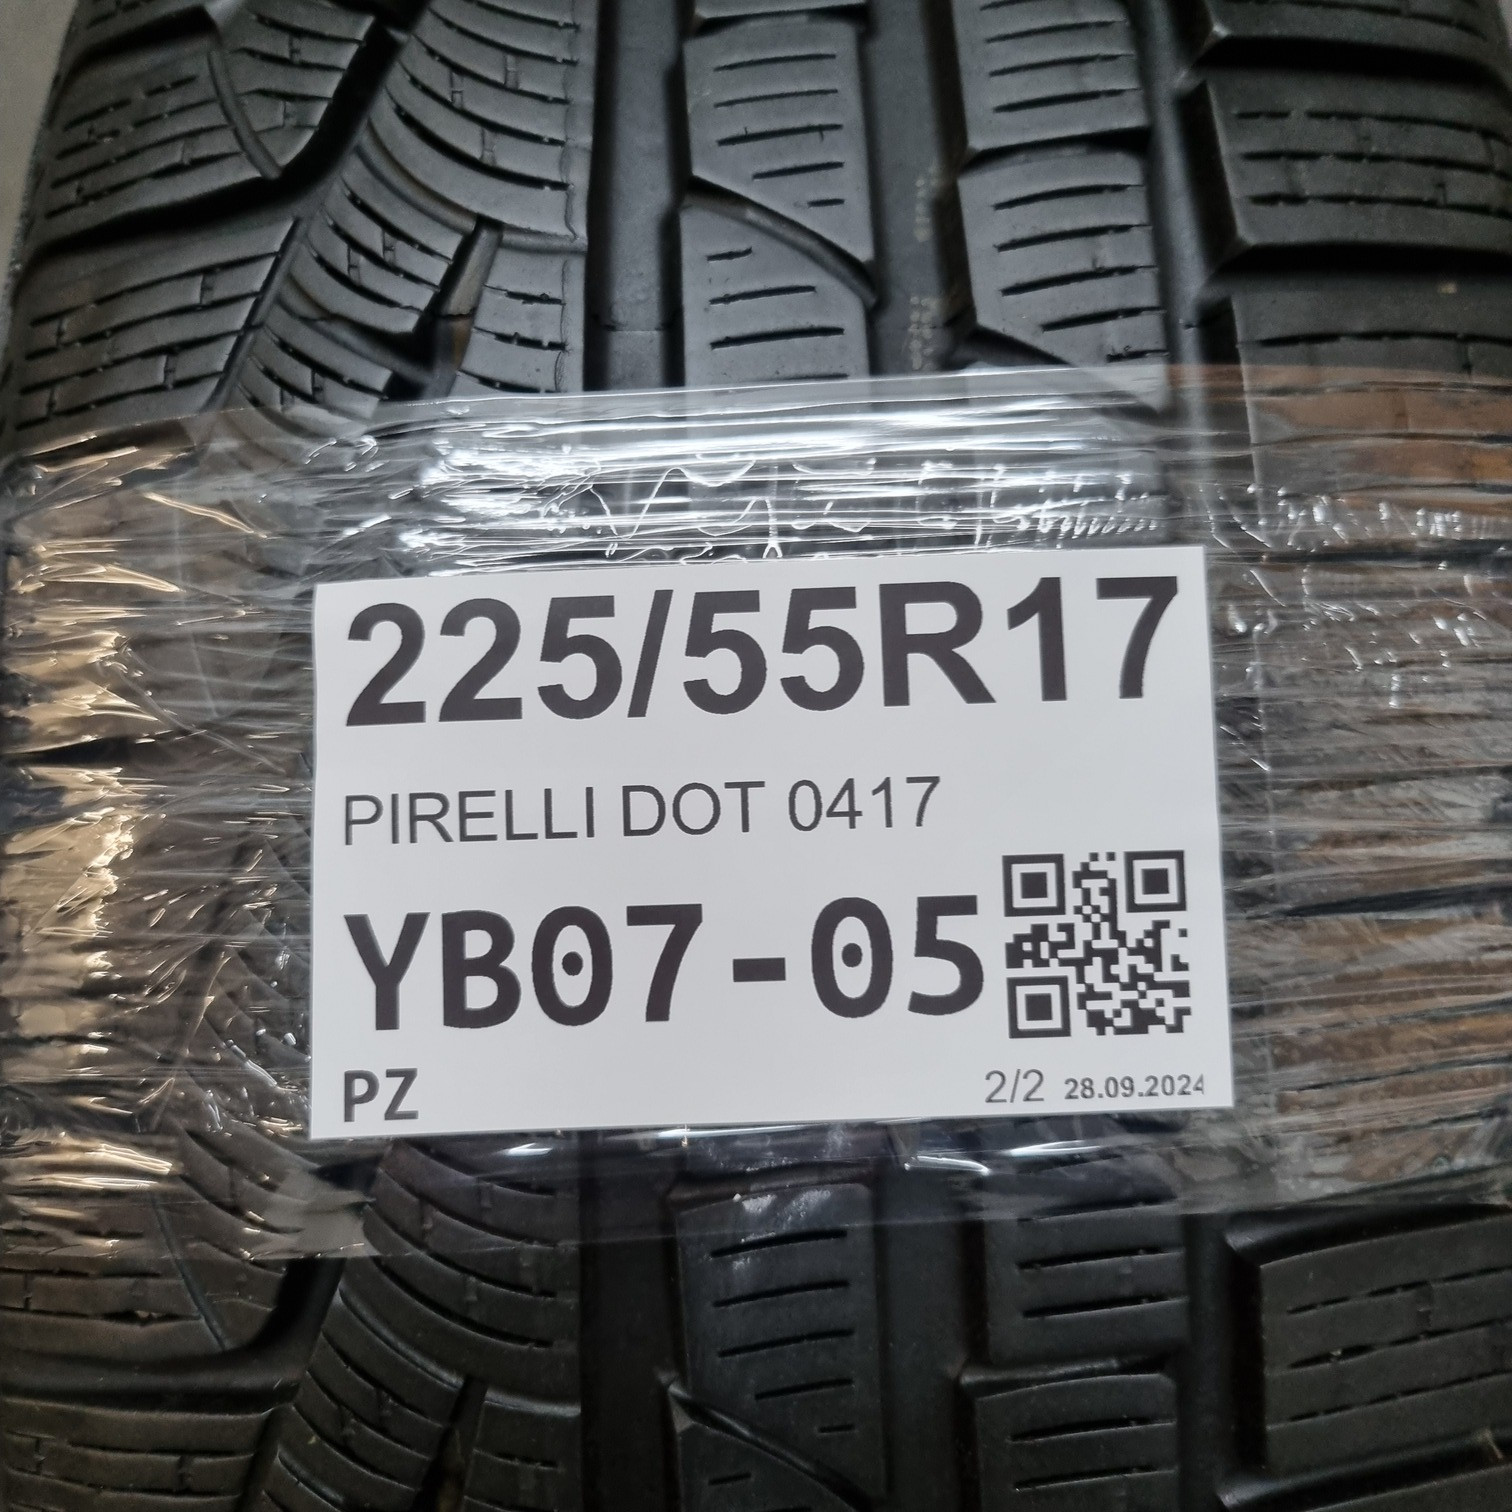 225/55R17
PIRELLI DOT 0417
YB07-05
PZ
2/2 28.09.2024